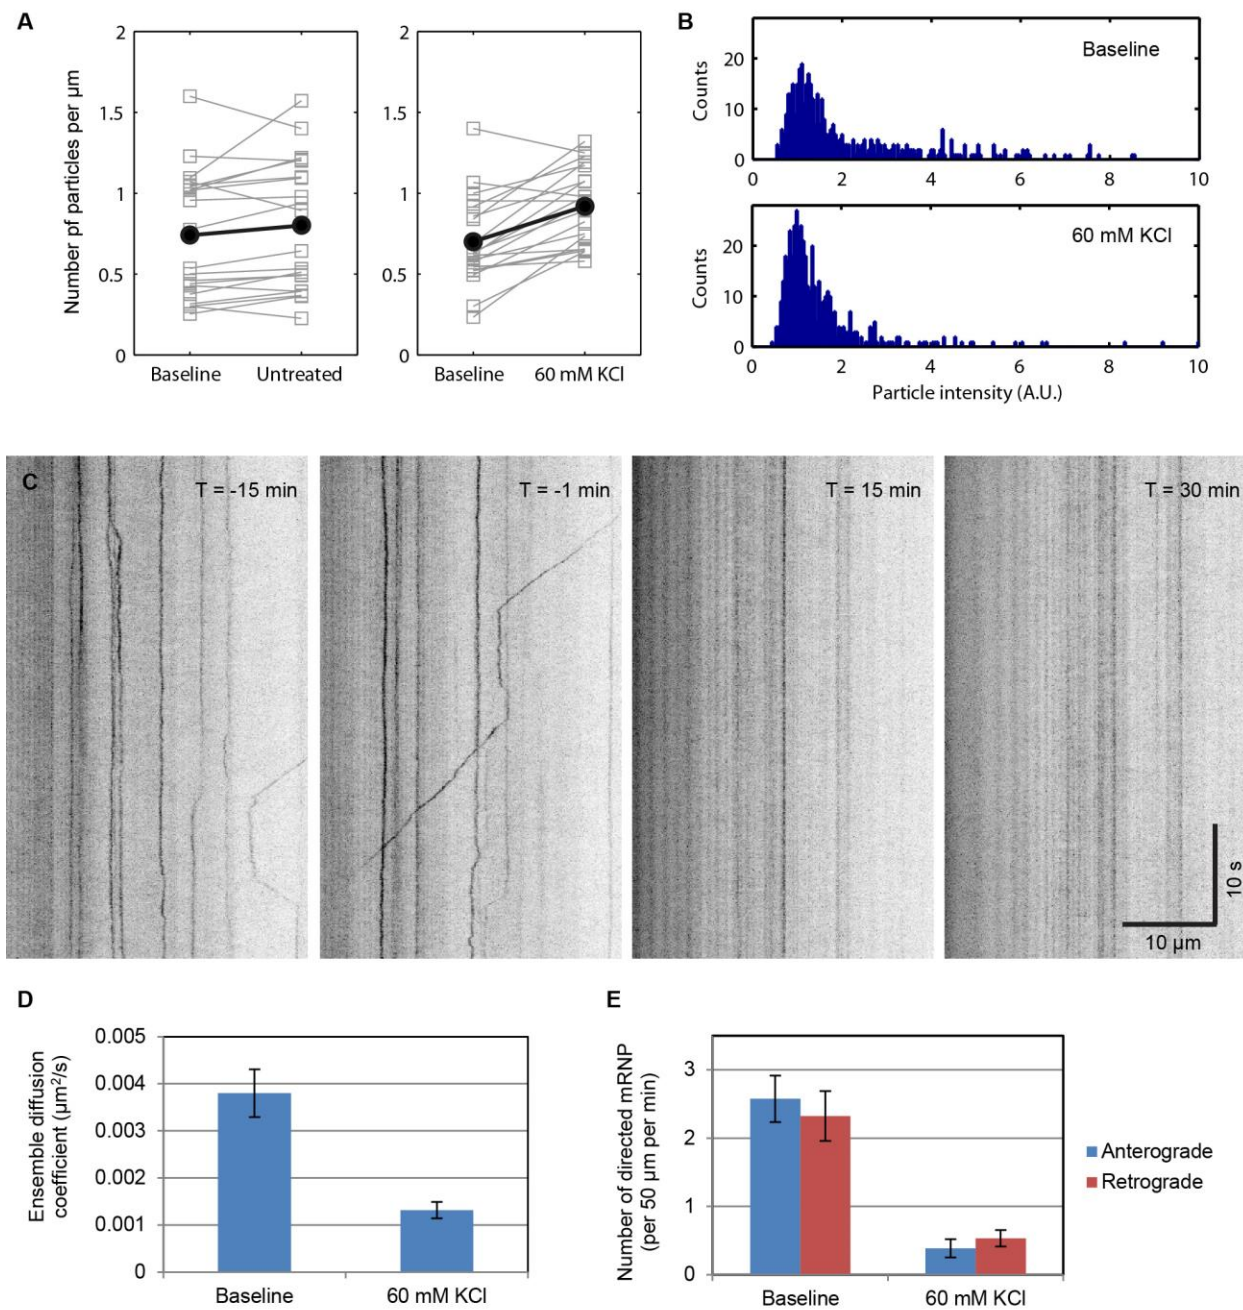 A
Number pf particles per µm
2
1.5
1
0.5
0
Baseline
Untreated
2
1.5
1
0.5
0
Baseline
60 mM KCl
B
Counts
20
10
0
Baseline
0
2
4
6
8
10
Counts
20
10
0
60 mM KCl
0
2
4
6
8
10
Particle intensity (A.U.)
C
T = -15 min
T = -1 min
T = 15 min
T = 30 min
10 s
10 µm
D
Ensemble diffusion
coefficient (µm²/s)
0.005
0.004
0.003
0.002
0.001
0
Baseline
60 mM KCl
E
Number of directed mRNP
(per 50 µm per min)
3
2
1
0
Baseline
60 mM KCl
Anterograde
Retrograde